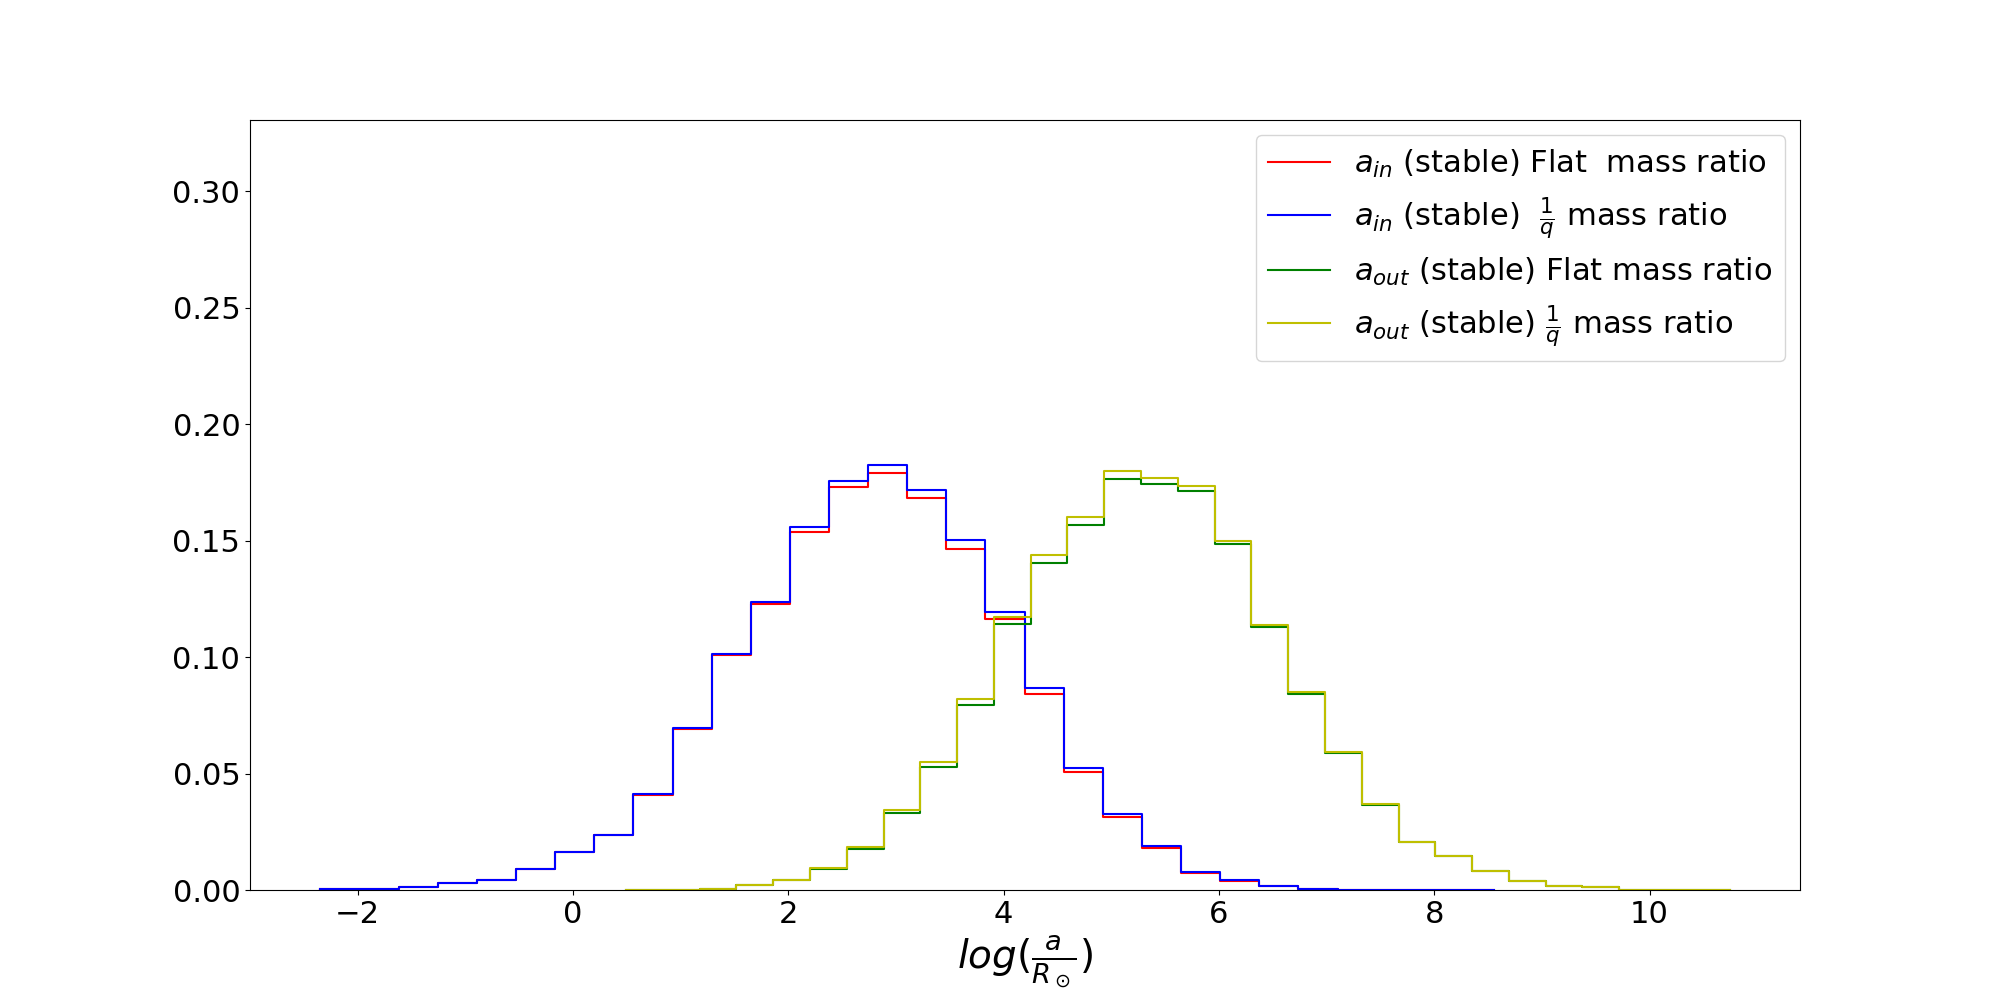 0.30
0.25
0.20
0.15
0.10
0.05
0.00
−2 0 2 4 6 8 10
log(a/R⊙)
a_in (stable) Flat  mass ratio
a_in (stable)  1/q mass ratio
a_out (stable) Flat mass ratio
a_out (stable) 1/q mass ratio